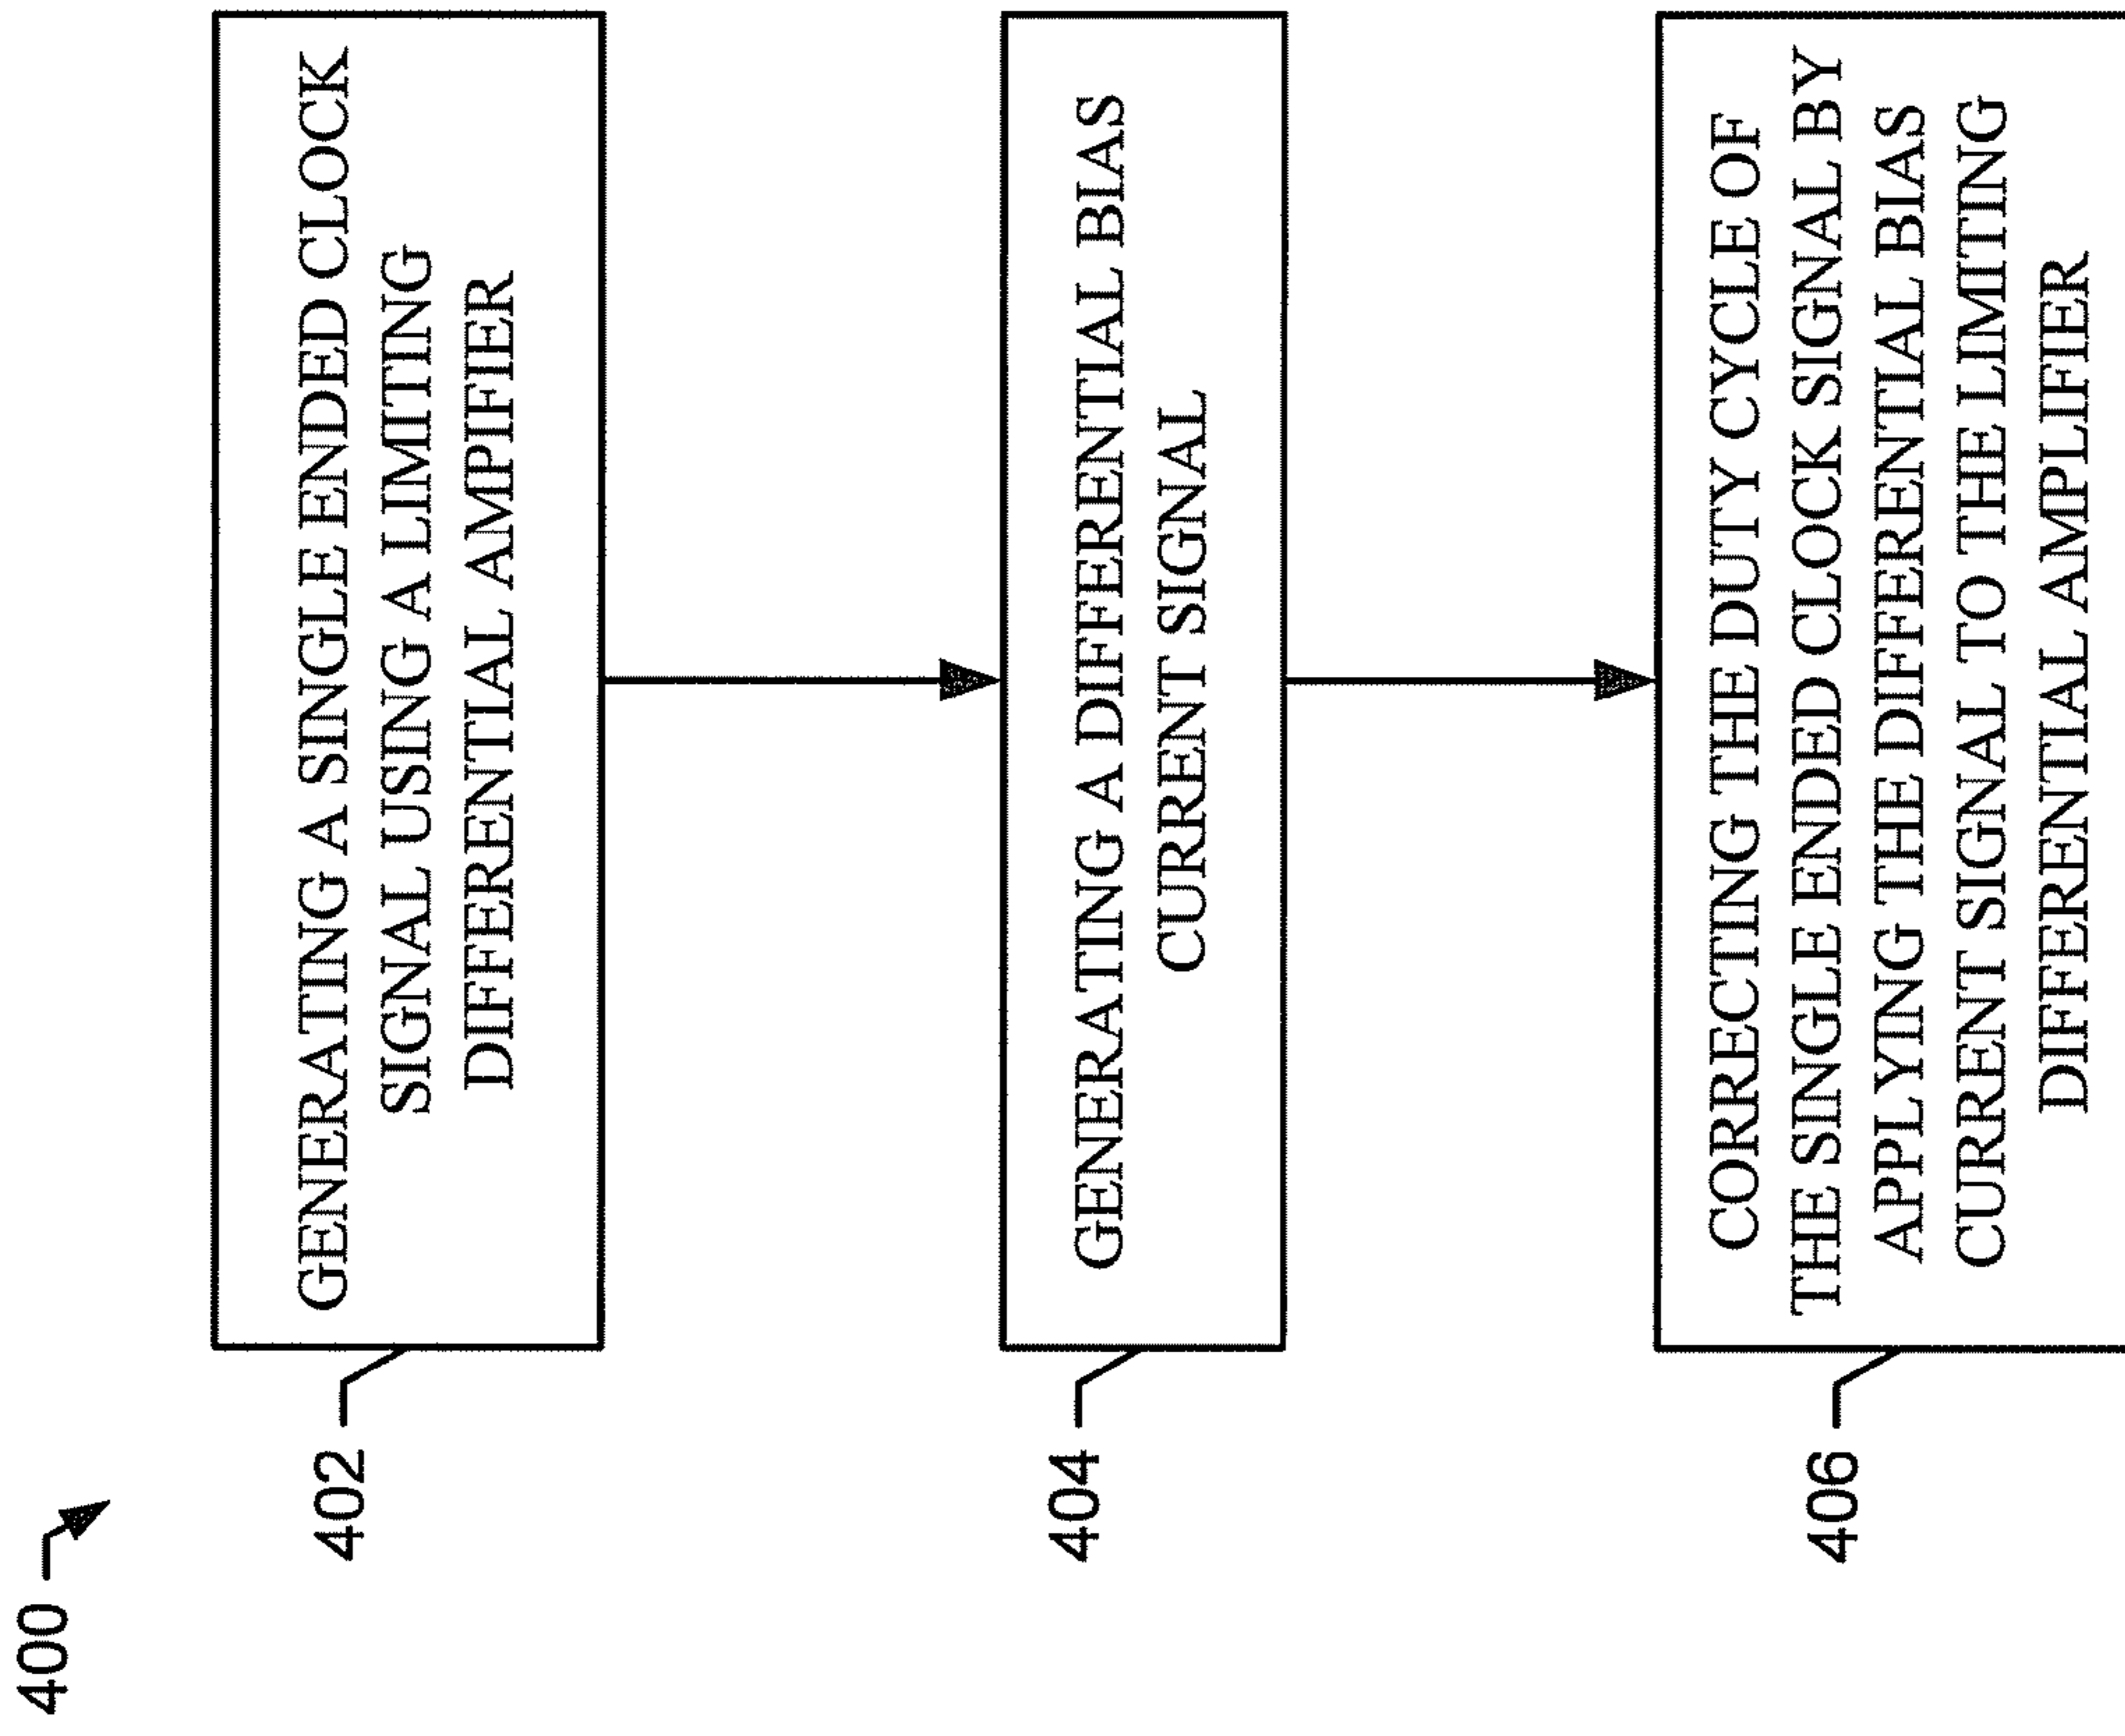 400
402
GENERATING A SINGLE ENDED CLOCK
SIGNAL USING A LIMITING
DIFFERENTIAL AMPIFIER
404
GENERATING A DIFFERENTIAL BIAS
CURRENT SIGNAL
406
CORRECTING THE DUTY CYCLE OF
THE SINGLE ENDED CLOCK SIGNAL BY
APPLYING THE DIFFERENTIAL BIAS
CURRENT SIGNAL TO THE LIMITING
DIFFERENTIAL AMPLIFIER